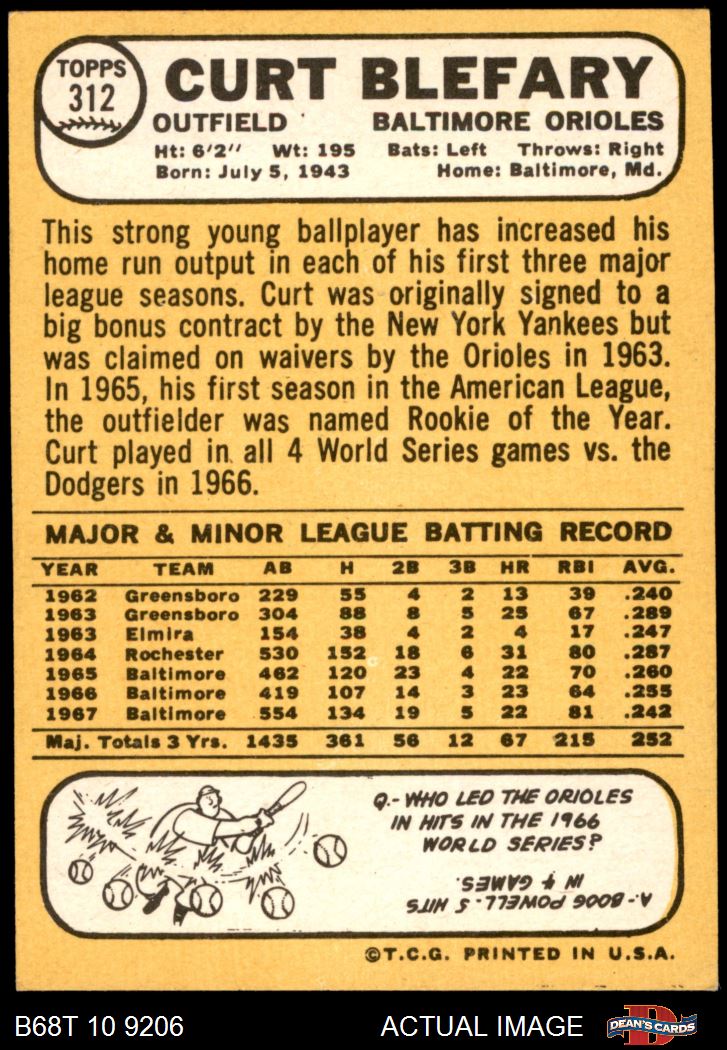 TOPPS
312
CURT BLEFARY
OUTFIELD BALTIMORE ORIOLES
Ht: 6'2" Wt: 195 Bats: Left Throws: Right
Born: July 5, 1943 Home: Baltimore, Md.
This strong young ballplayer has increased his
home run output in each of his first three major
league seasons. Curt was originally signed to a
big bonus contract by the New York Yankees but
was claimed on waivers by the Orioles in 1963.
In 1965, his first season in the American League,
the outfielder was named Rookie of the Year.
Curt played in all 4 World Series games vs. the
Dodgers in 1966.
MAJOR & MINOR LEAGUE BATTING RECORD
YEAR TEAM AB H 2B 3B HR RBI AVG.
1962 Greensboro 229 55 4 2 13 39 .240
1963 Greensboro 304 88 8 5 25 67 .289
1963 Elmira 154 38 4 2 4 17 .247
1964 Rochester 530 152 18 6 31 80 .287
1965 Baltimore 462 120 23 4 22 70 .260
1966 Baltimore 419 107 14 3 23 64 .255
1967 Baltimore 554 134 19 5 22 81 .242
Maj. Totals 3 Yrs. 1435 361 56 12 67 215 252
Q.- WHO LED THE ORIOLES
IN HITS IN THE 1966
WORLD SERIES?
A.- BOOG POWELL. 5 HITS
IN 4 GAMES.
©T.C.G. PRINTED IN U.S.A.
B68T 10 9206 ACTUAL IMAGE
DEAN'S CARDS